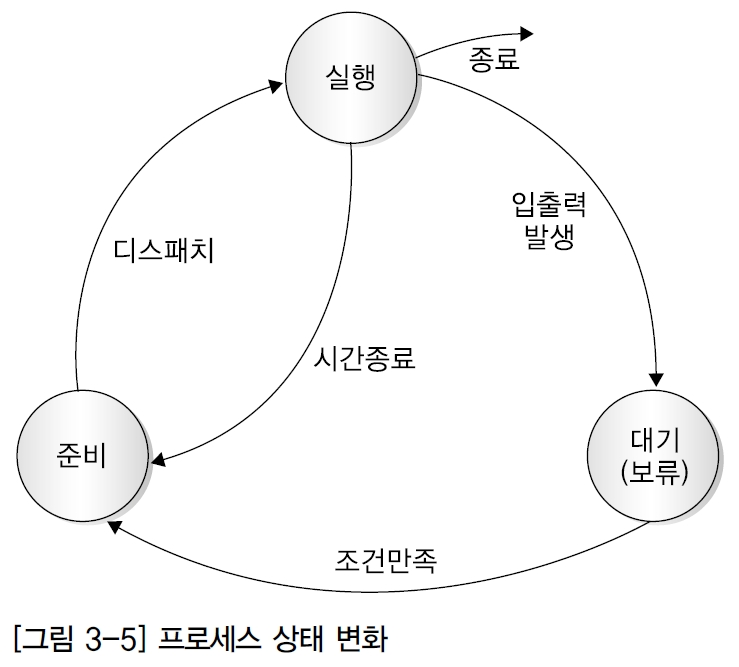 실행
종료
입출력
발생
디스패치
시간종료
준비
대기
(보류)
조건만족
[그림 3-5] 프로세스 상태 변화